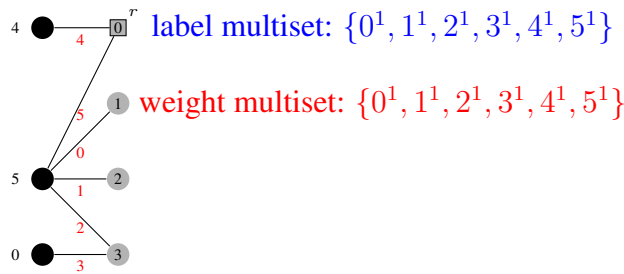 4 4 0 r label multiset: {0¹, 1¹, 2¹, 3¹, 4¹, 5¹}
5 1 weight multiset: {0¹, 1¹, 2¹, 3¹, 4¹, 5¹}
0
5 1 2
2
0 3 3